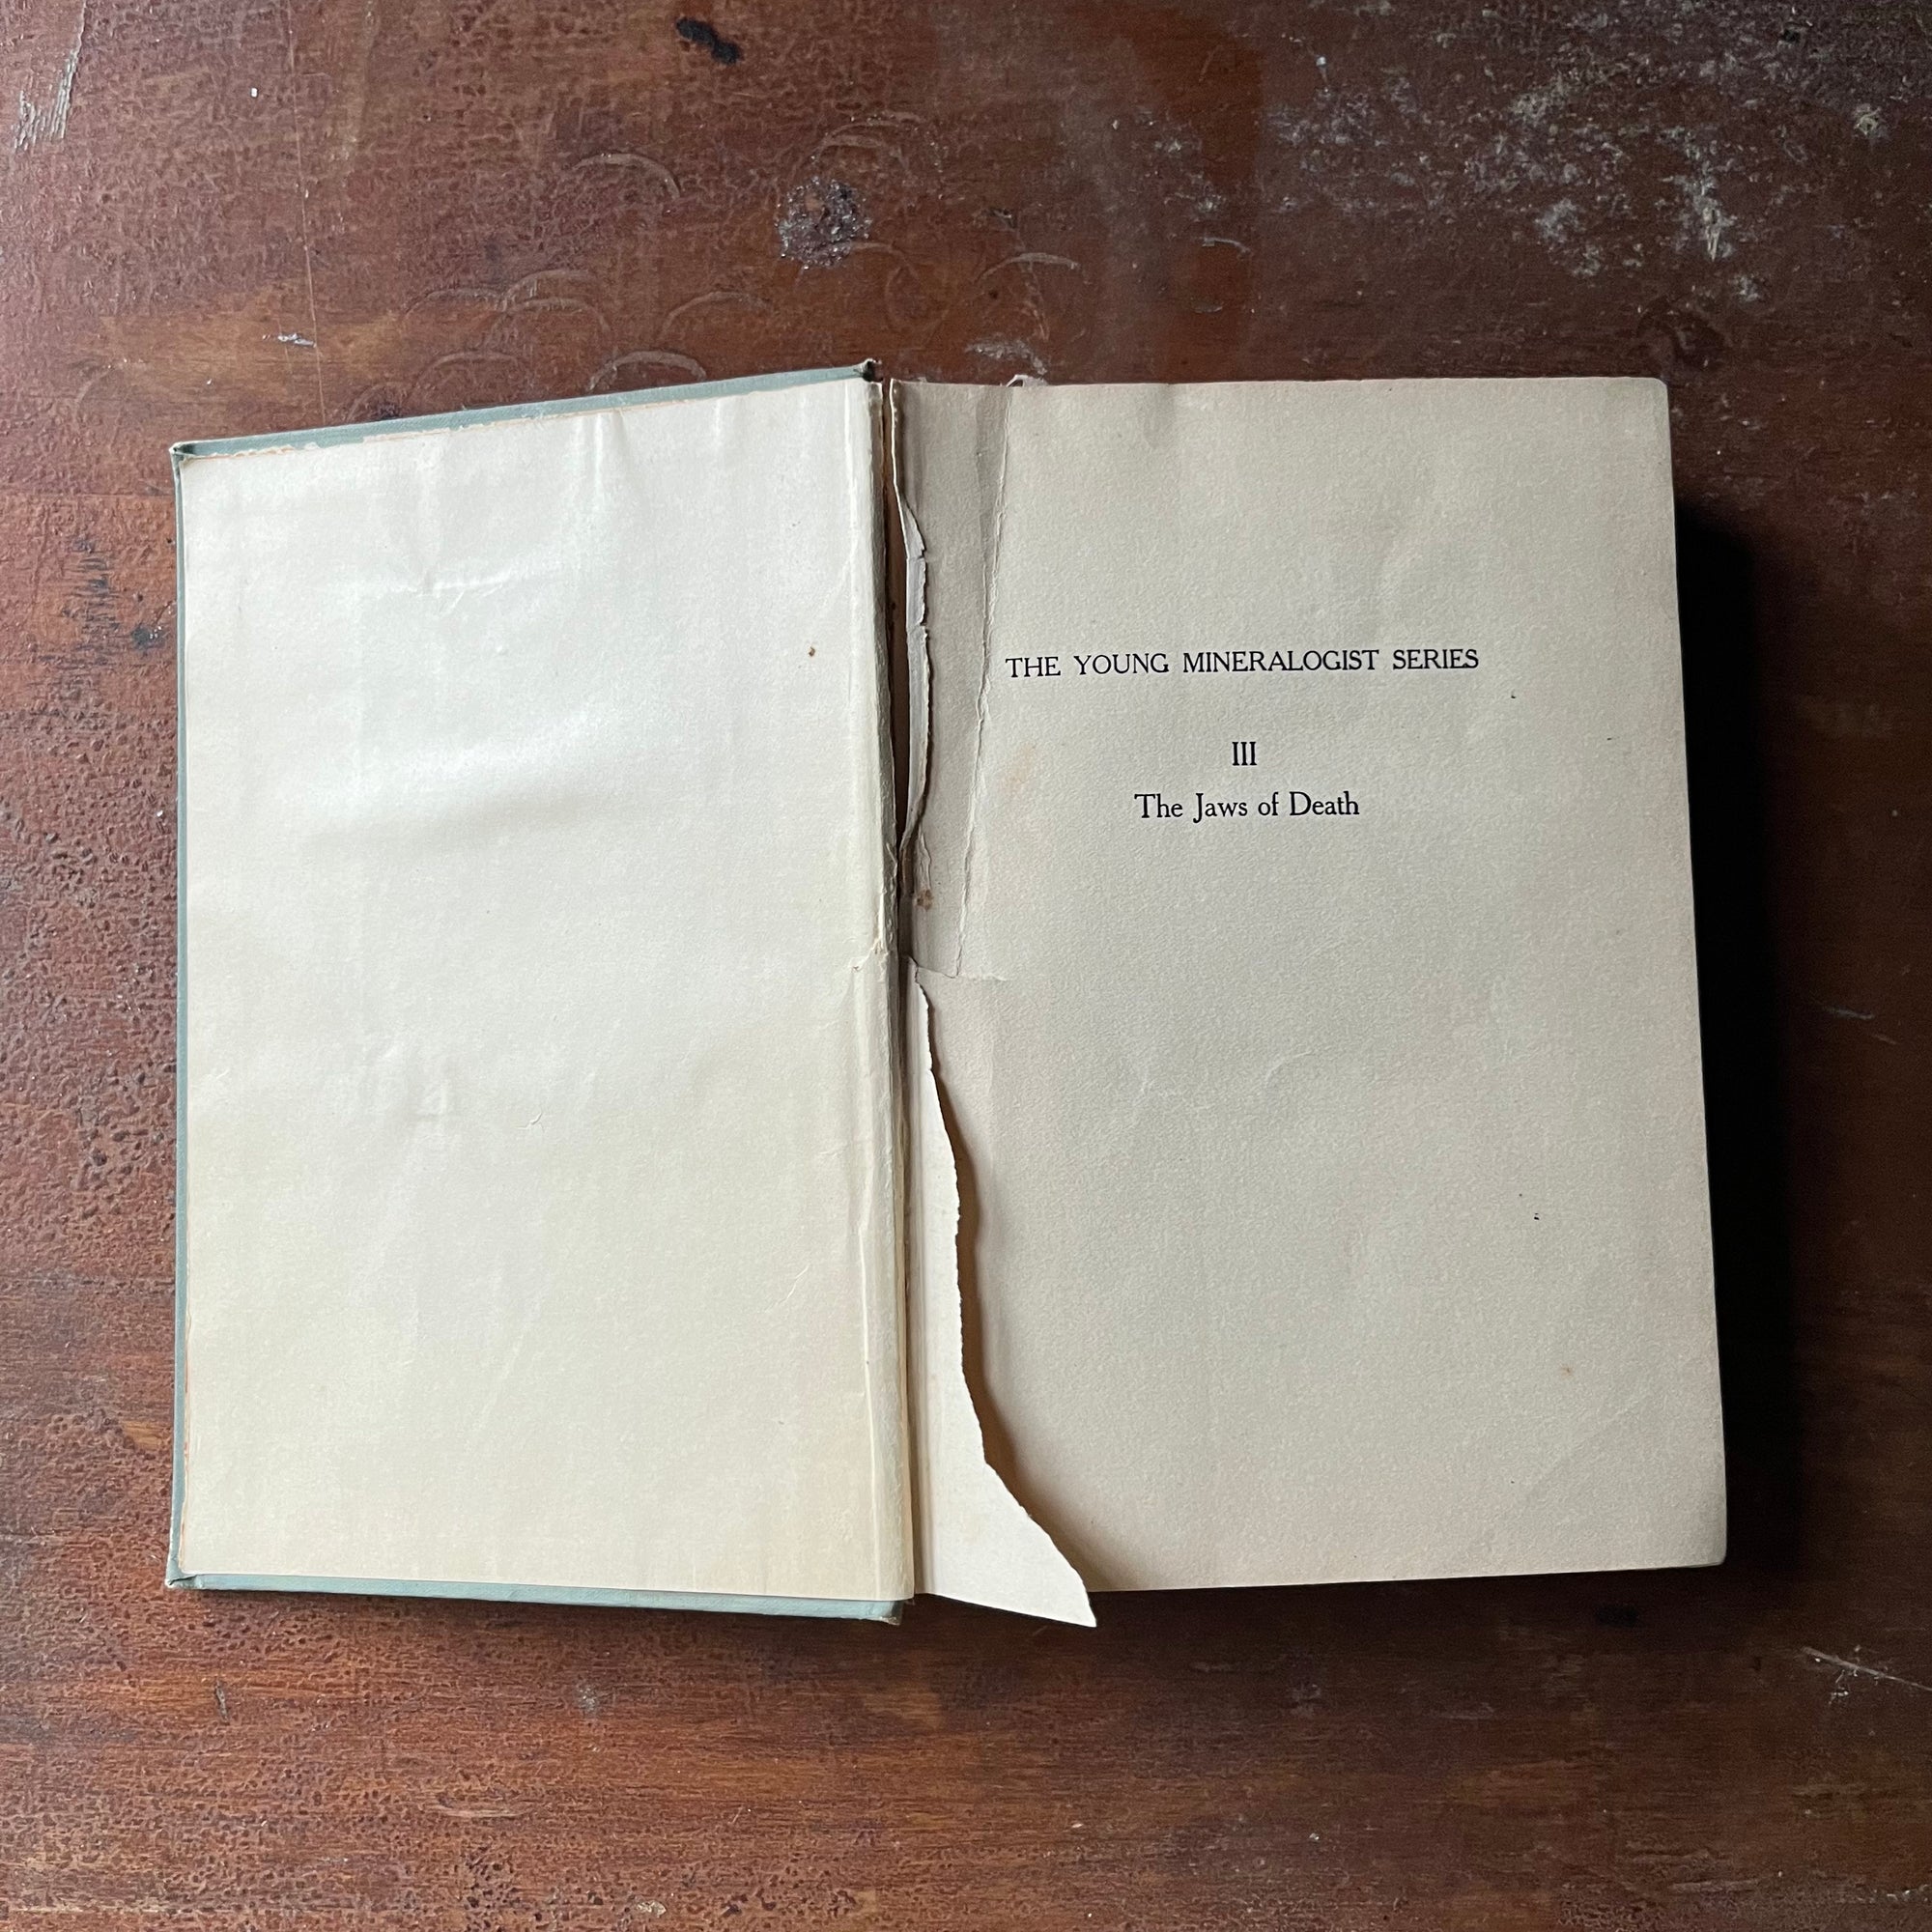 THE YOUNG MINERALOGIST SERIES
III
The Jaws of Death